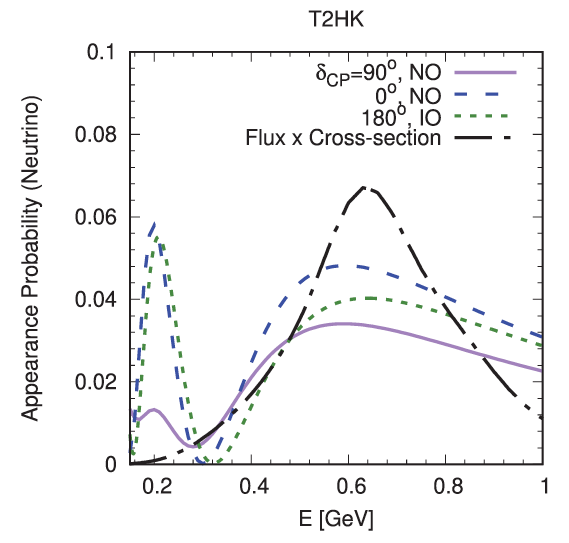 T2HK
Appearance Probability (Neutrino)
0.1
0.08
0.06
0.04
0.02
0
δCP=90°, NO
0°, NO
180°, IO
Flux x Cross-section
0.2 0.4 0.6 0.8 1
E [GeV]